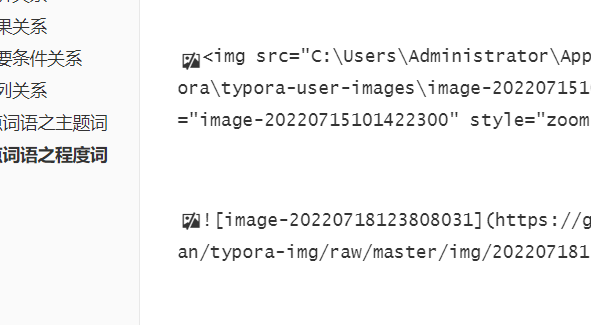 果关系
要条件关系
列关系
词语之主题词
词语之程度词
<img src="C:\Users\Administrator\App
ora\typora-user-images\image-2022071510
="image-20220715101422300" style="zoom
![image-20220718123808031](https://g
an/typora-img/raw/master/img/202207181